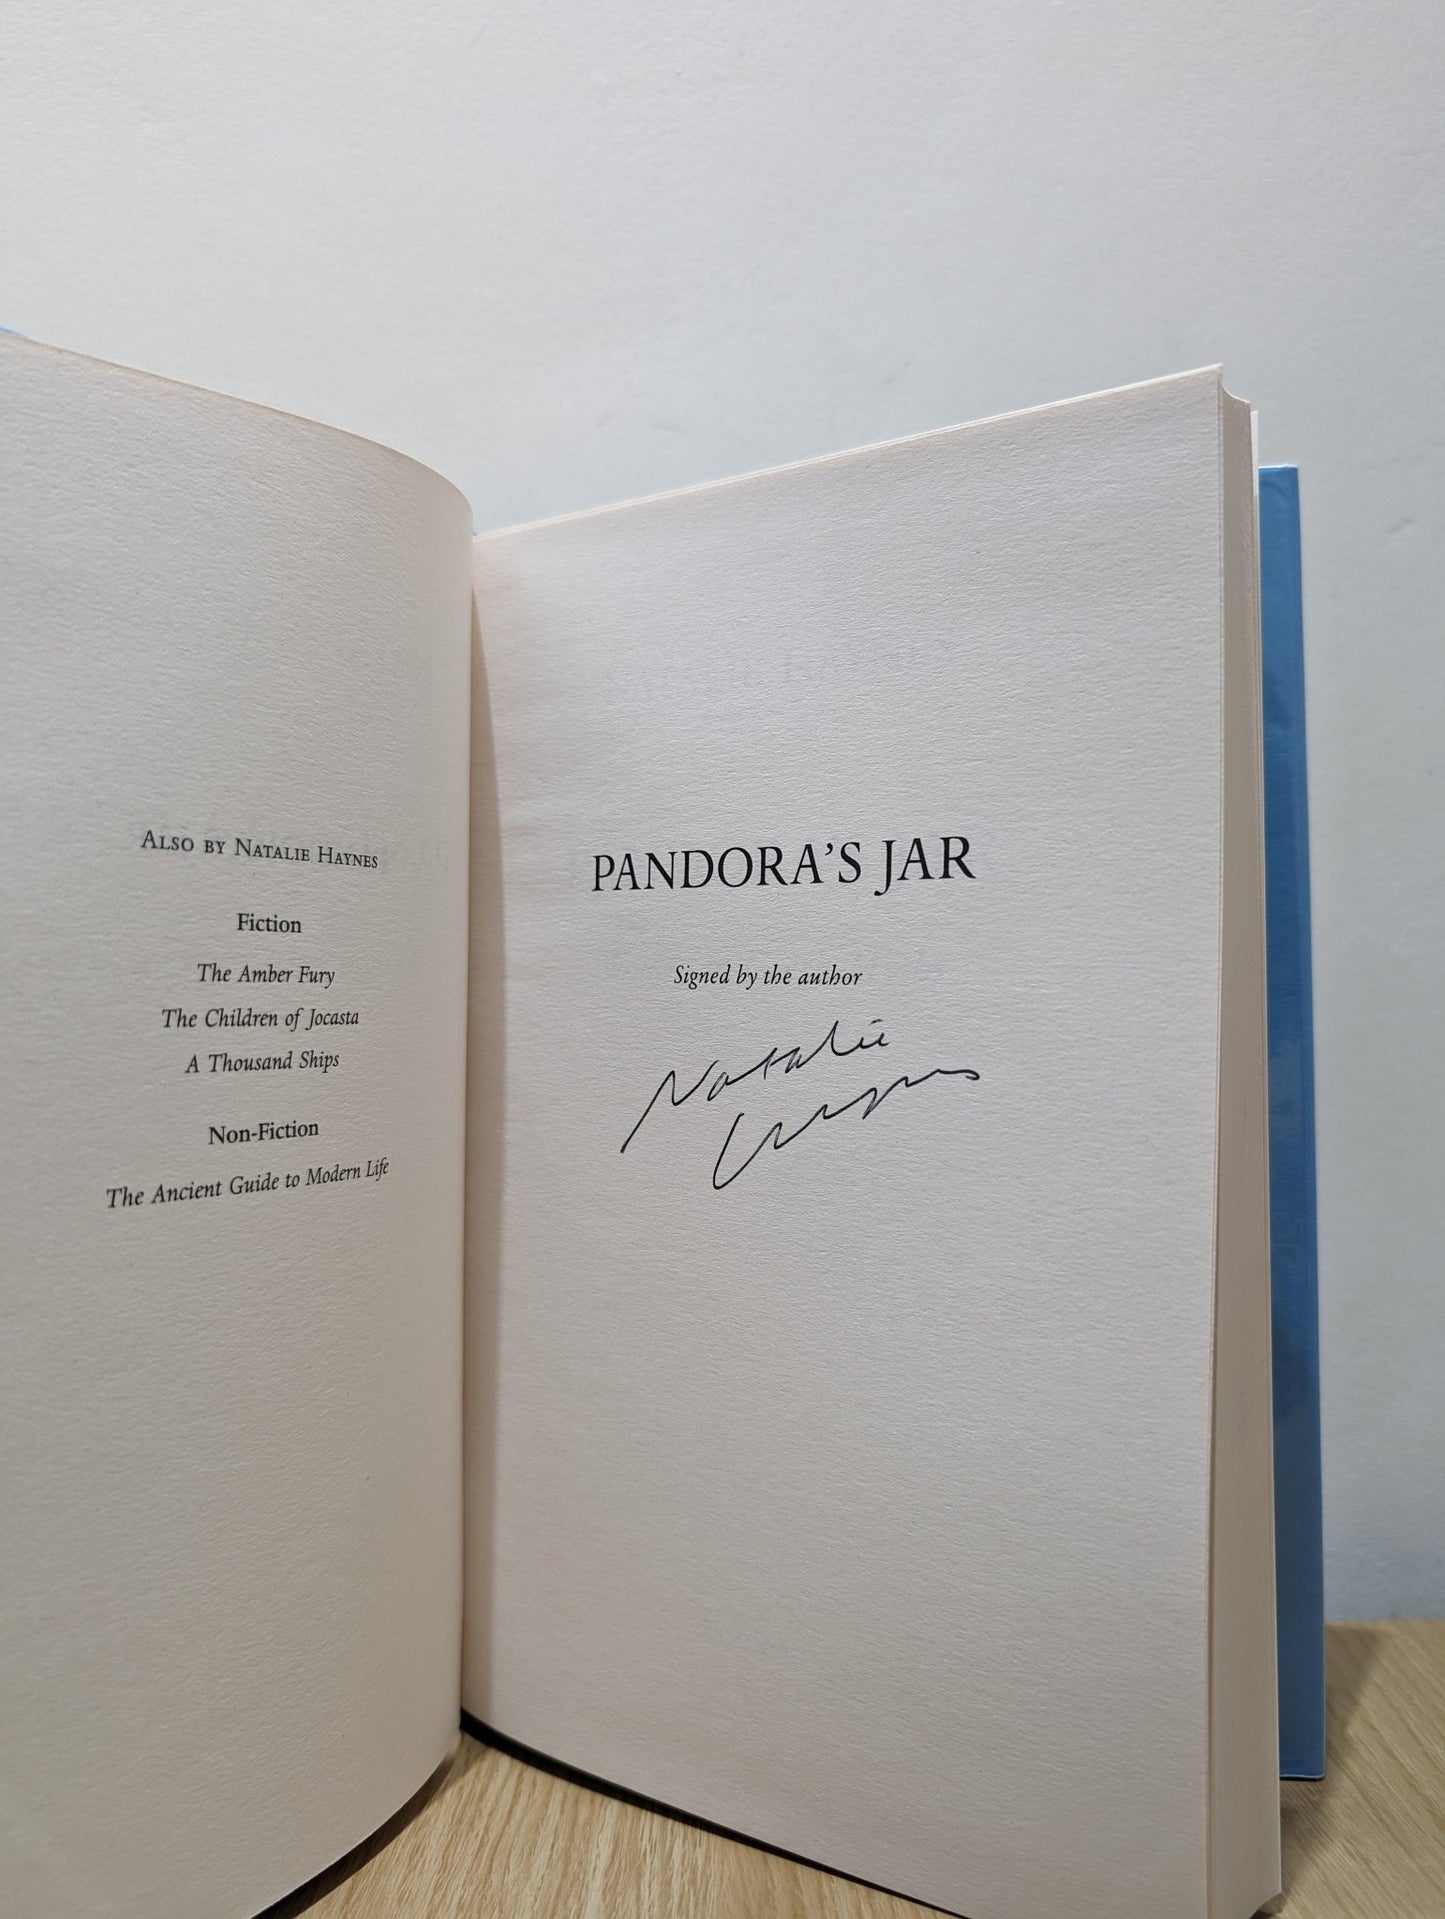 ALSO BY NATALIE HAYNES
Fiction
The Amber Fury
The Children of Jocasta
A Thousand Ships
Non-Fiction
The Ancient Guide to Modern Life
PANDORA'S JAR
Signed by the author
Natalie